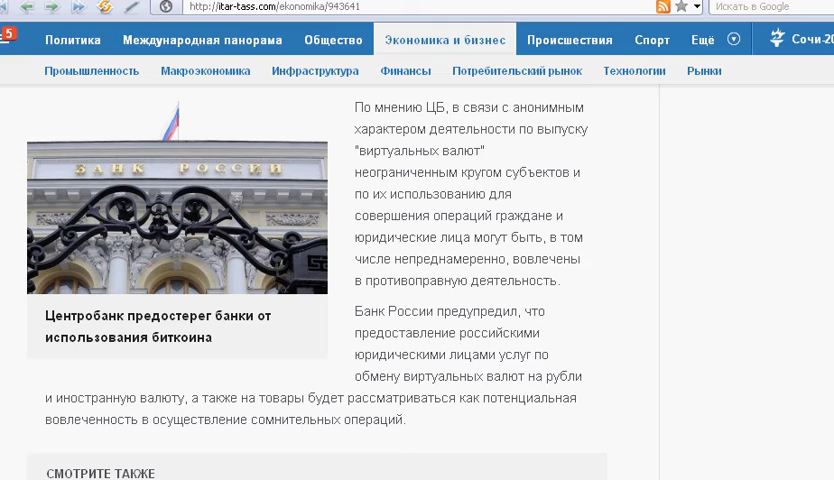 http://itar-tass.com/ekonomika/943641
Искать в Google
5
Политика Международная панорама Общество Экономика и бизнес Происшествия Спорт Ещё Сочи-20
Промышленность Макроэкономика Инфраструктура Финансы Потребительский рынок Технологии Рынки
БАНК РОССИИ
Центробанк предостерег банки от
использования биткоина
По мнению ЦБ, в связи с анонимным
характером деятельности по выпуску
"виртуальных валют"
неограниченным кругом субъектов и
по их использованию для
совершения операций граждане и
юридические лица могут быть, в том
числе непреднамеренно, вовлечены
в противоправную деятельность.
Банк России предупредил, что
предоставление российскими
юридическими лицами услуг по
обмену виртуальных валют на рубли
и иностранную валюту, а также на товары будет рассматриваться как потенциальная
вовлеченность в осуществление сомнительных операций.
СМОТРИТЕ ТАКЖЕ